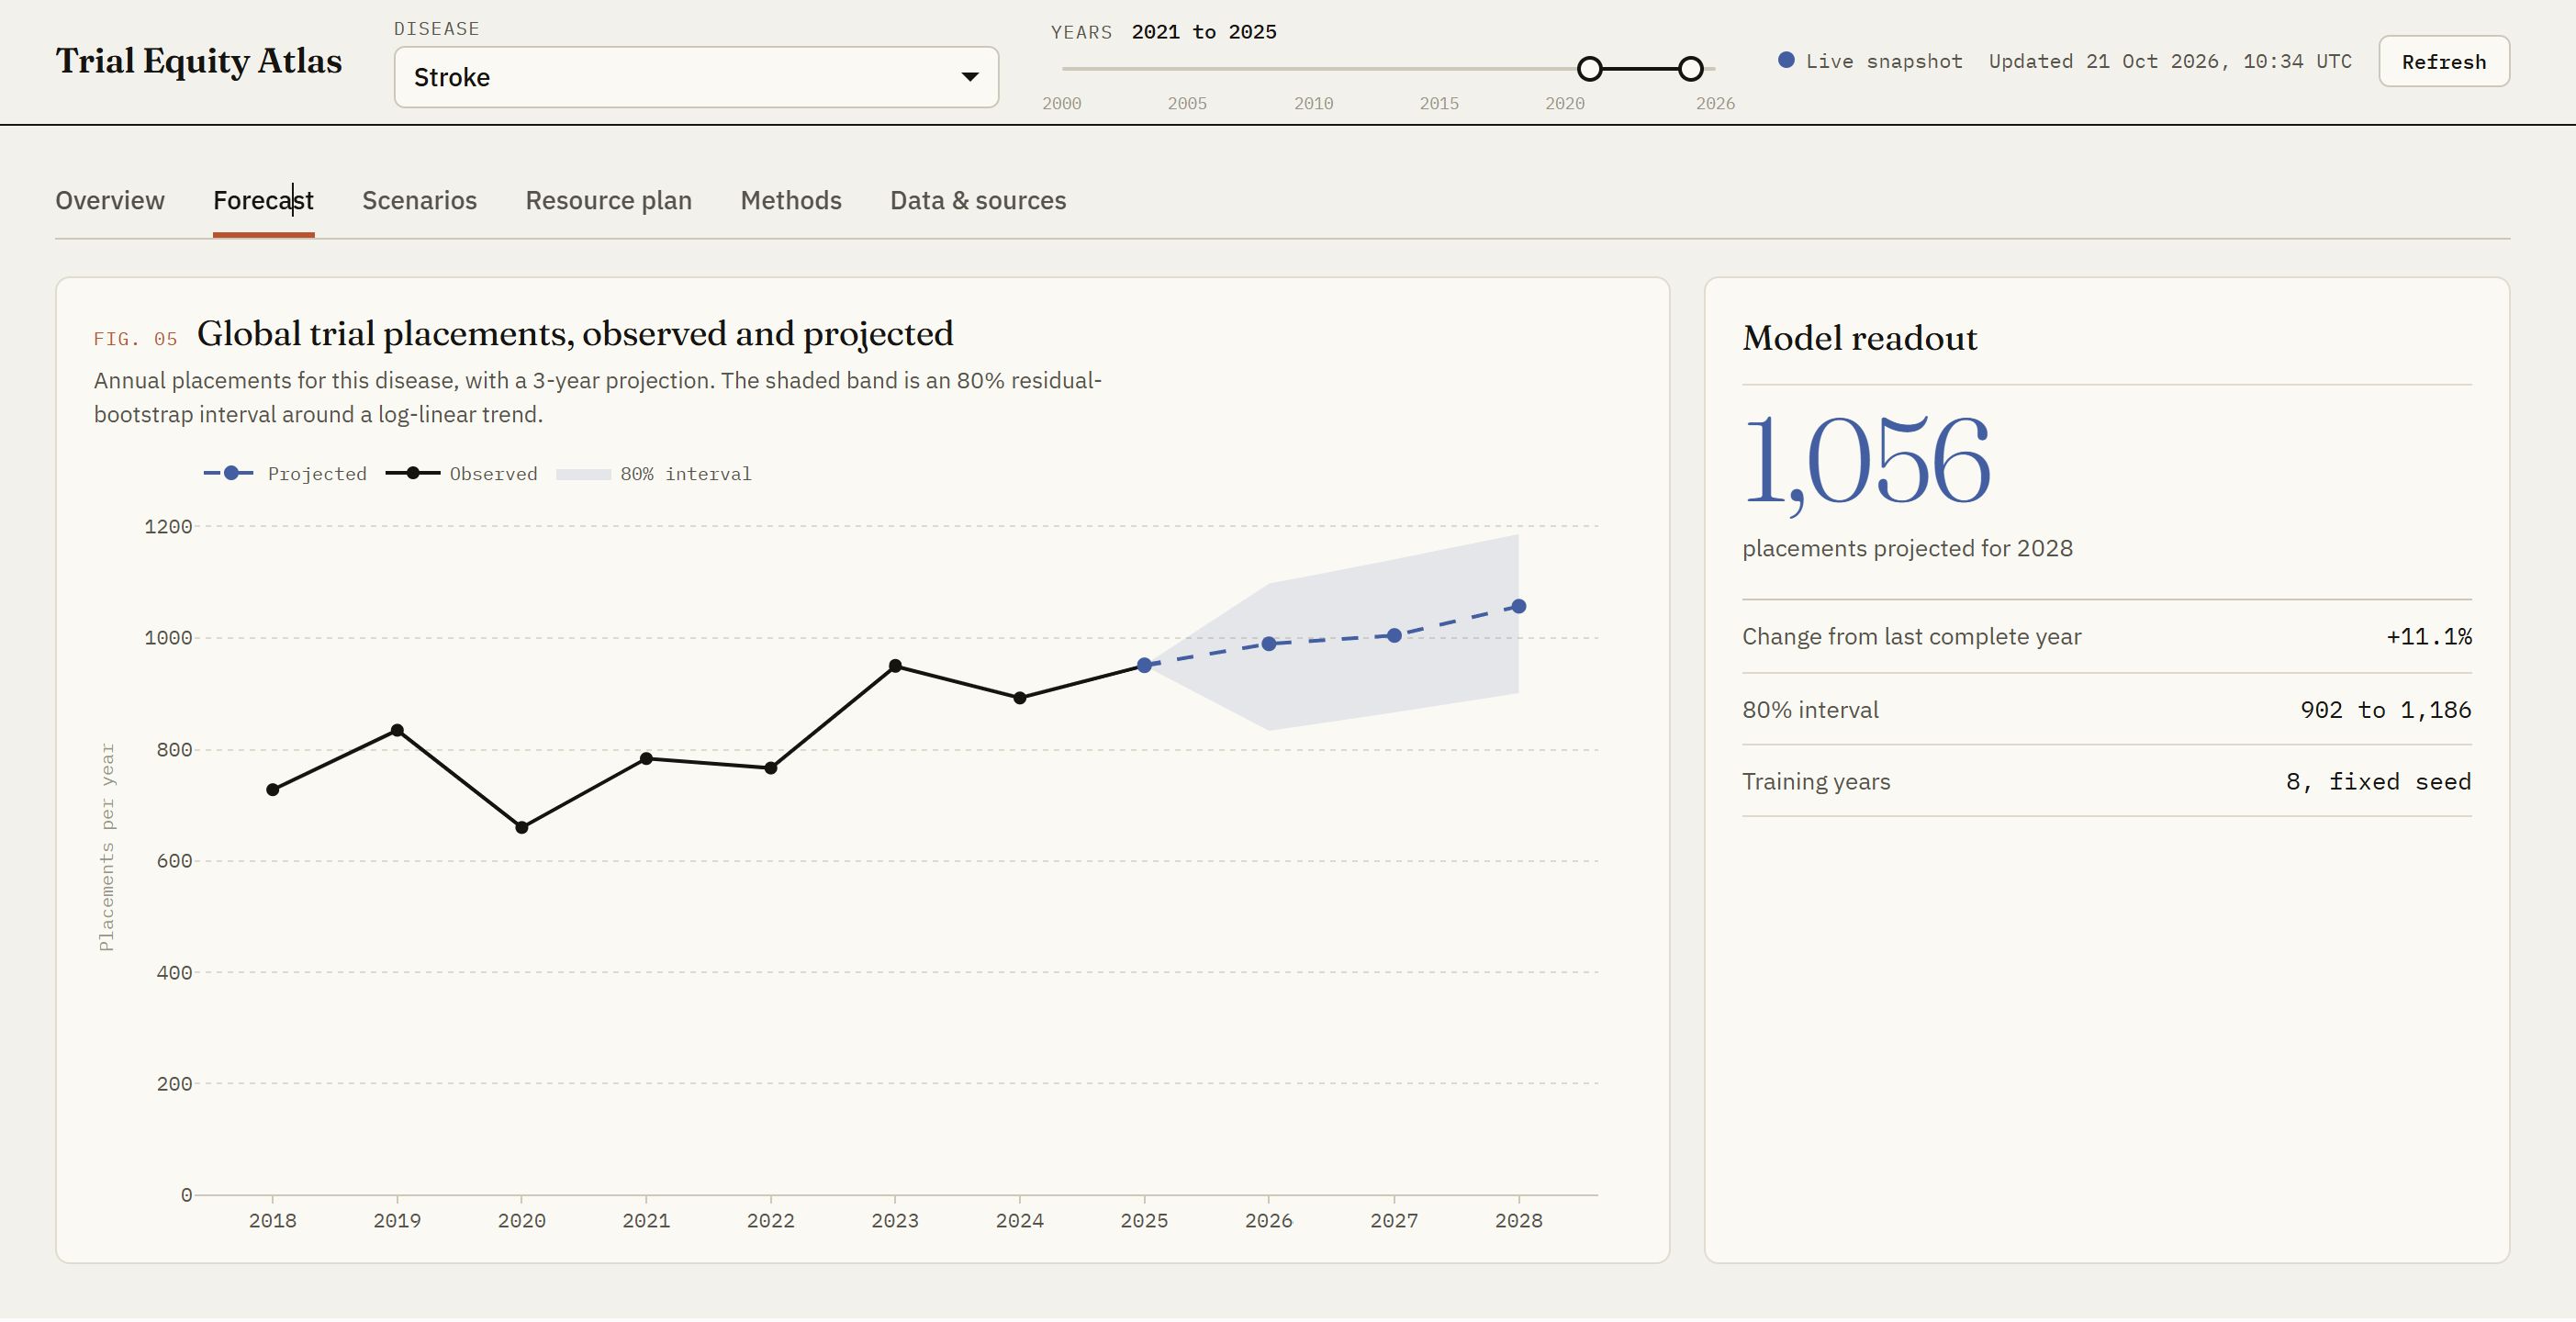 Trial Equity Atlas
DISEASE
Stroke
YEARS 2021 to 2025
2000 2005 2010 2015 2020 2026
Live snapshot Updated 21 Oct 2026, 10:34 UTC
Refresh
Overview Forecast Scenarios Resource plan Methods Data & sources
FIG. 05 Global trial placements, observed and projected
Annual placements for this disease, with a 3-year projection. The shaded band is an 80% residual-
bootstrap interval around a log-linear trend.
Projected Observed 80% interval
Placements per year
1200
1000
800
600
400
200
0
2018 2019 2020 2021 2022 2023 2024 2025 2026 2027 2028
Model readout
1,056
placements projected for 2028
Change from last complete year +11.1%
80% interval 902 to 1,186
Training years 8, fixed seed